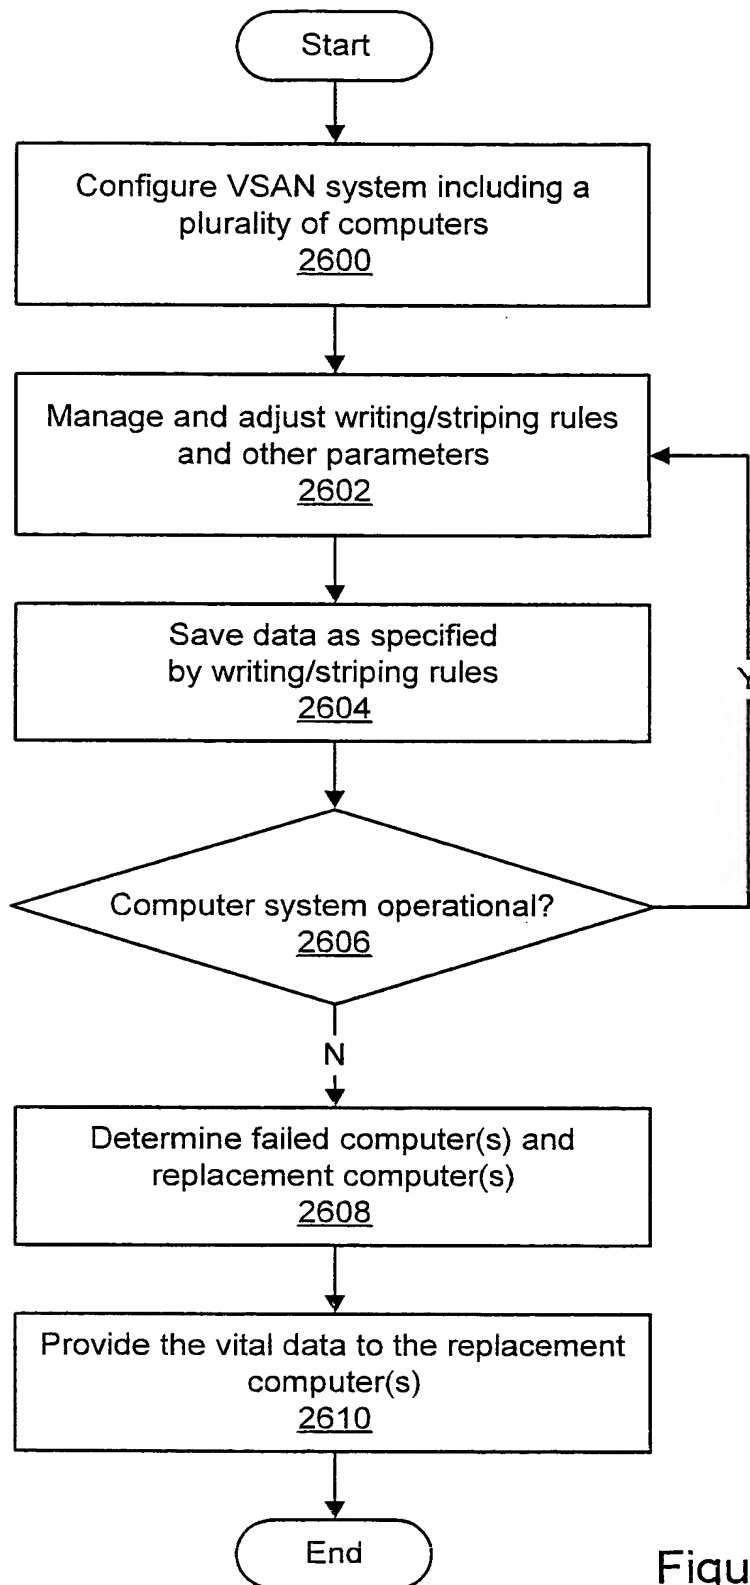 Start
Configure VSAN system including a
plurality of computers
2600
Manage and adjust writing/striping rules
and other parameters
2602
Save data as specified
by writing/striping rules
2604
Y
Computer system operational?
2606
N
Determine failed computer(s) and
replacement computer(s)
2608
Provide the vital data to the replacement
computer(s)
2610
End